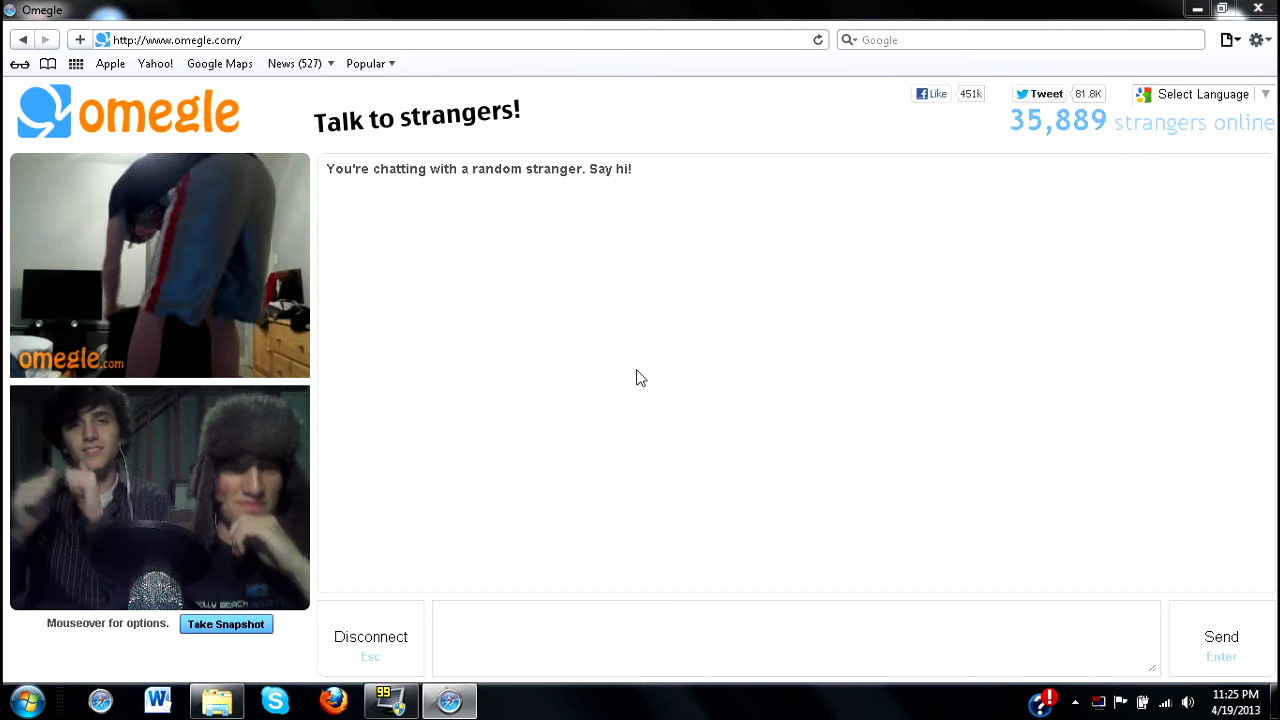 Omegle
http://www.omegle.com/
Google
Apple
Yahoo!
Google Maps
News (527)
Popular
omegle
Talk to strangers!
Like
451k
Tweet
81.8K
Select Language
35,889 strangers online
You're chatting with a random stranger. Say hi!
omegle.com
Mouseover for options.
Take Snapshot
Disconnect
Esc
Send
Enter
99
11:25 PM
4/19/2013